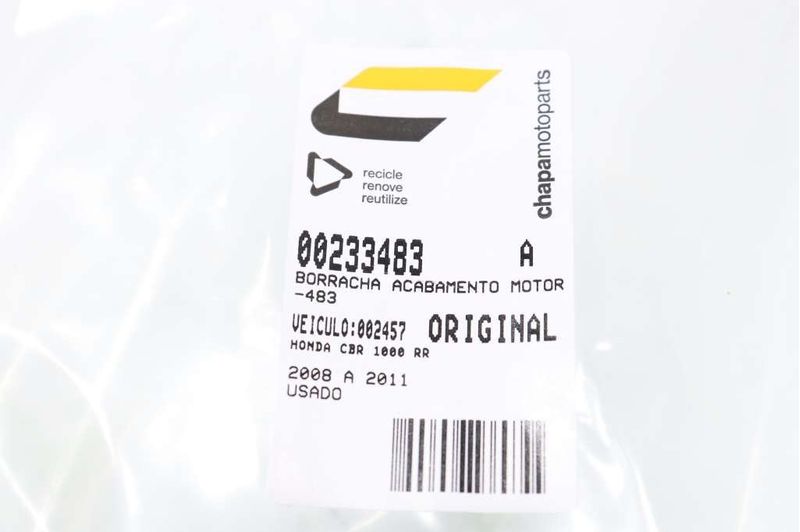 chapamotoparts
recicle
renove
reutilize
00233483 A
BORRACHA ACABAMENTO MOTOR
-483
VEICULO:002457 ORIGINAL
HONDA CBR 1000 RR
2008 A 2011
USADO